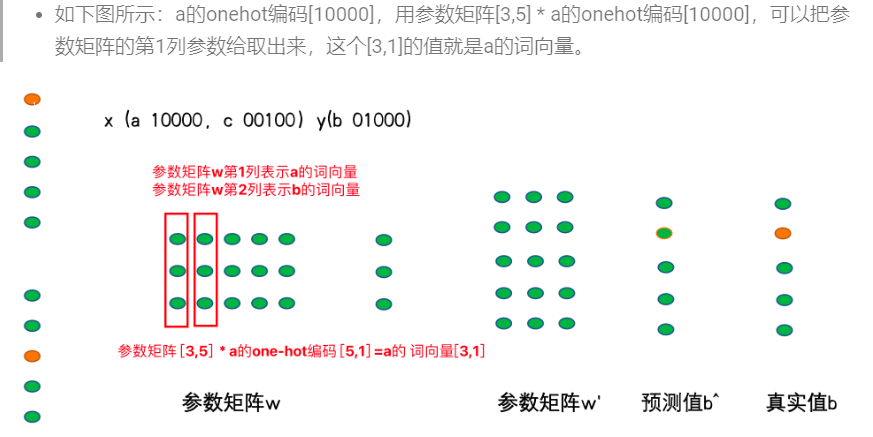 如下图所示：a的onehot编码[10000]，用参数矩阵[3,5] * a的onehot编码[10000]，可以把参
数矩阵的第1列参数给取出来，这个[3,1]的值就是a的词向量。
x (a 10000, c 00100) y(b 01000)
参数矩阵w第1列表示a的词向量
参数矩阵w第2列表示b的词向量
参数矩阵[3,5] * a的one-hot编码[5,1]=a的 词向量[3,1]
参数矩阵w 参数矩阵w' 预测值b^ 真实值b